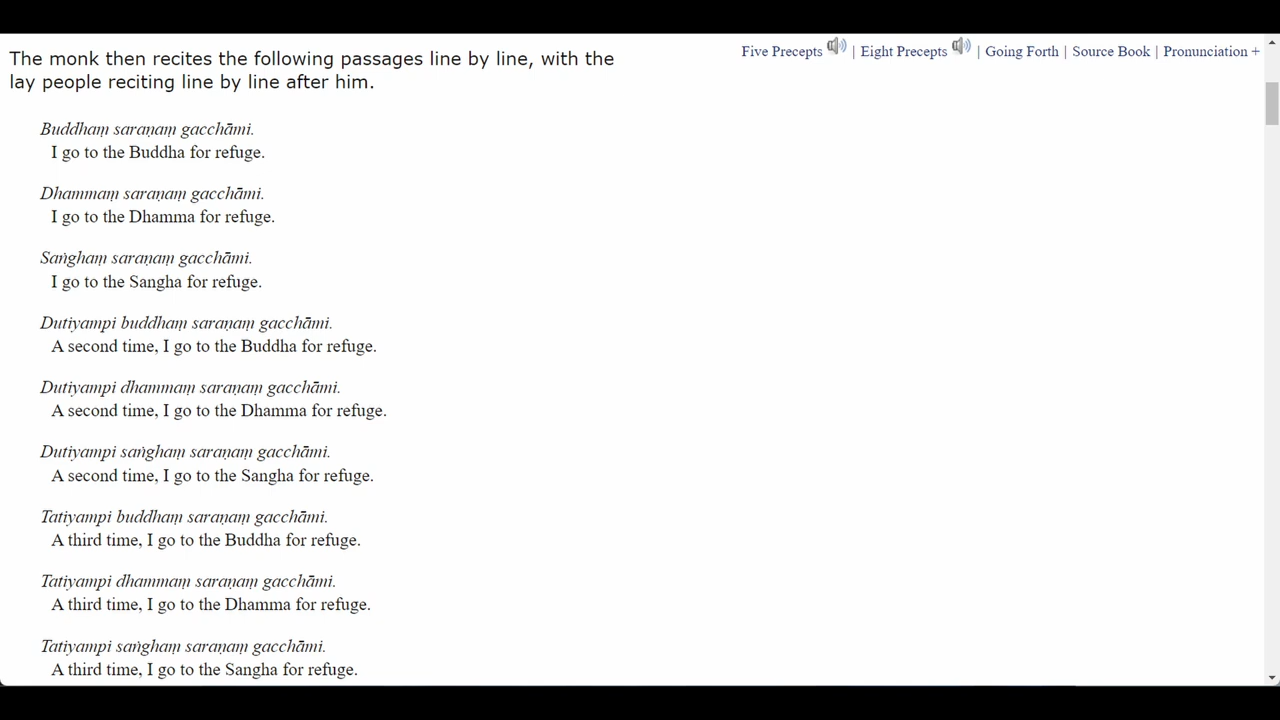 The monk then recites the following passages line by line, with the
lay people reciting line by line after him.
Five Precepts | Eight Precepts | Going Forth | Source Book | Pronunciation +
Buddhaṃ saraṇaṃ gacchāmi.
I go to the Buddha for refuge.
Dhammaṃ saraṇaṃ gacchāmi.
I go to the Dhamma for refuge.
Saṅghaṃ saraṇaṃ gacchāmi.
I go to the Sangha for refuge.
Dutiyampi buddhaṃ saraṇaṃ gacchāmi.
A second time, I go to the Buddha for refuge.
Dutiyampi dhammaṃ saraṇaṃ gacchāmi.
A second time, I go to the Dhamma for refuge.
Dutiyampi saṅghaṃ saraṇaṃ gacchāmi.
A second time, I go to the Sangha for refuge.
Tatiyampi buddhaṃ saraṇaṃ gacchāmi.
A third time, I go to the Buddha for refuge.
Tatiyampi dhammaṃ saraṇaṃ gacchāmi.
A third time, I go to the Dhamma for refuge.
Tatiyampi saṅghaṃ saraṇaṃ gacchāmi.
A third time, I go to the Sangha for refuge.